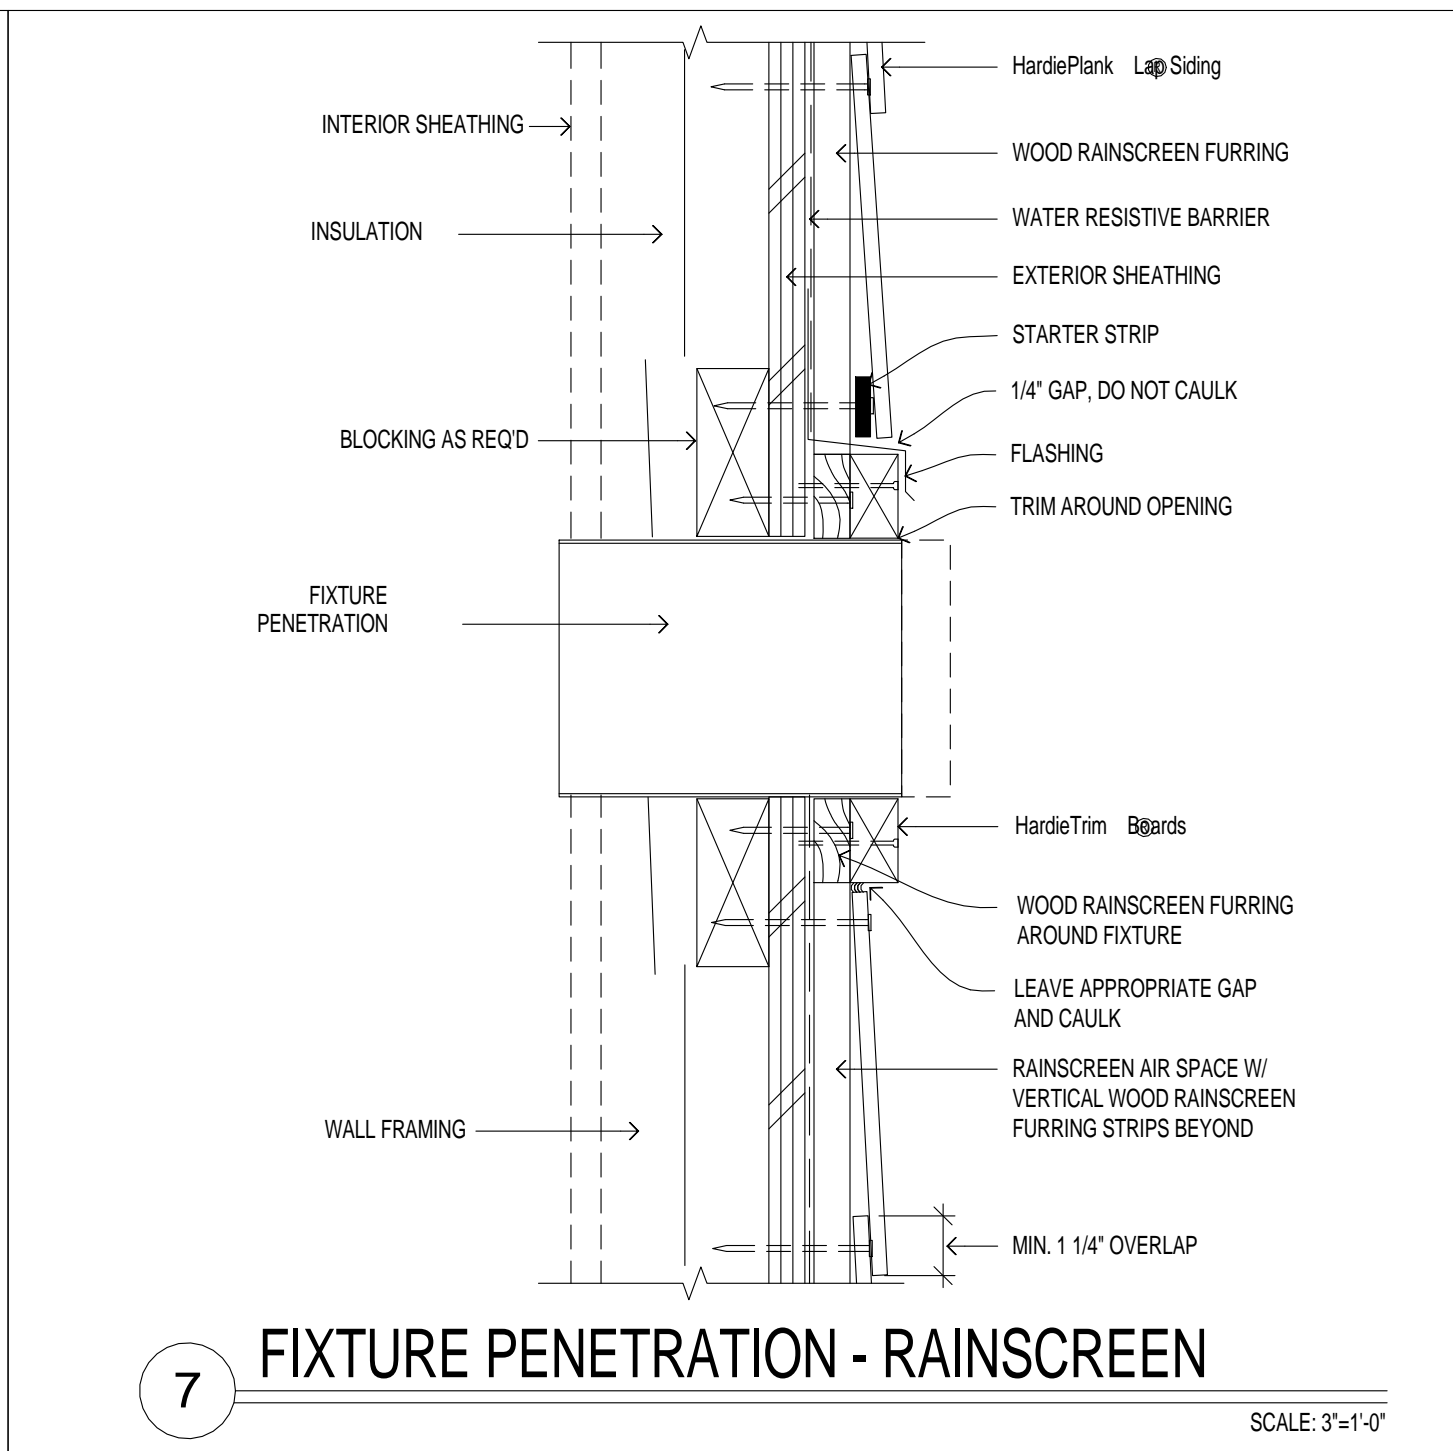 HardiePlank® Lap Siding
INTERIOR SHEATHING
WOOD RAINSCREEN FURRING
WATER RESISTIVE BARRIER
INSULATION
EXTERIOR SHEATHING
STARTER STRIP
1/4" GAP, DO NOT CAULK
BLOCKING AS REQ'D
FLASHING
TRIM AROUND OPENING
FIXTURE
PENETRATION
HardieTrim® Boards
WOOD RAINSCREEN FURRING
AROUND FIXTURE
LEAVE APPROPRIATE GAP
AND CAULK
RAINSCREEN AIR SPACE W/
VERTICAL WOOD RAINSCREEN
FURRING STRIPS BEYOND
WALL FRAMING
MIN. 1 1/4" OVERLAP
7
FIXTURE PENETRATION - RAINSCREEN
SCALE: 3"=1'-0"